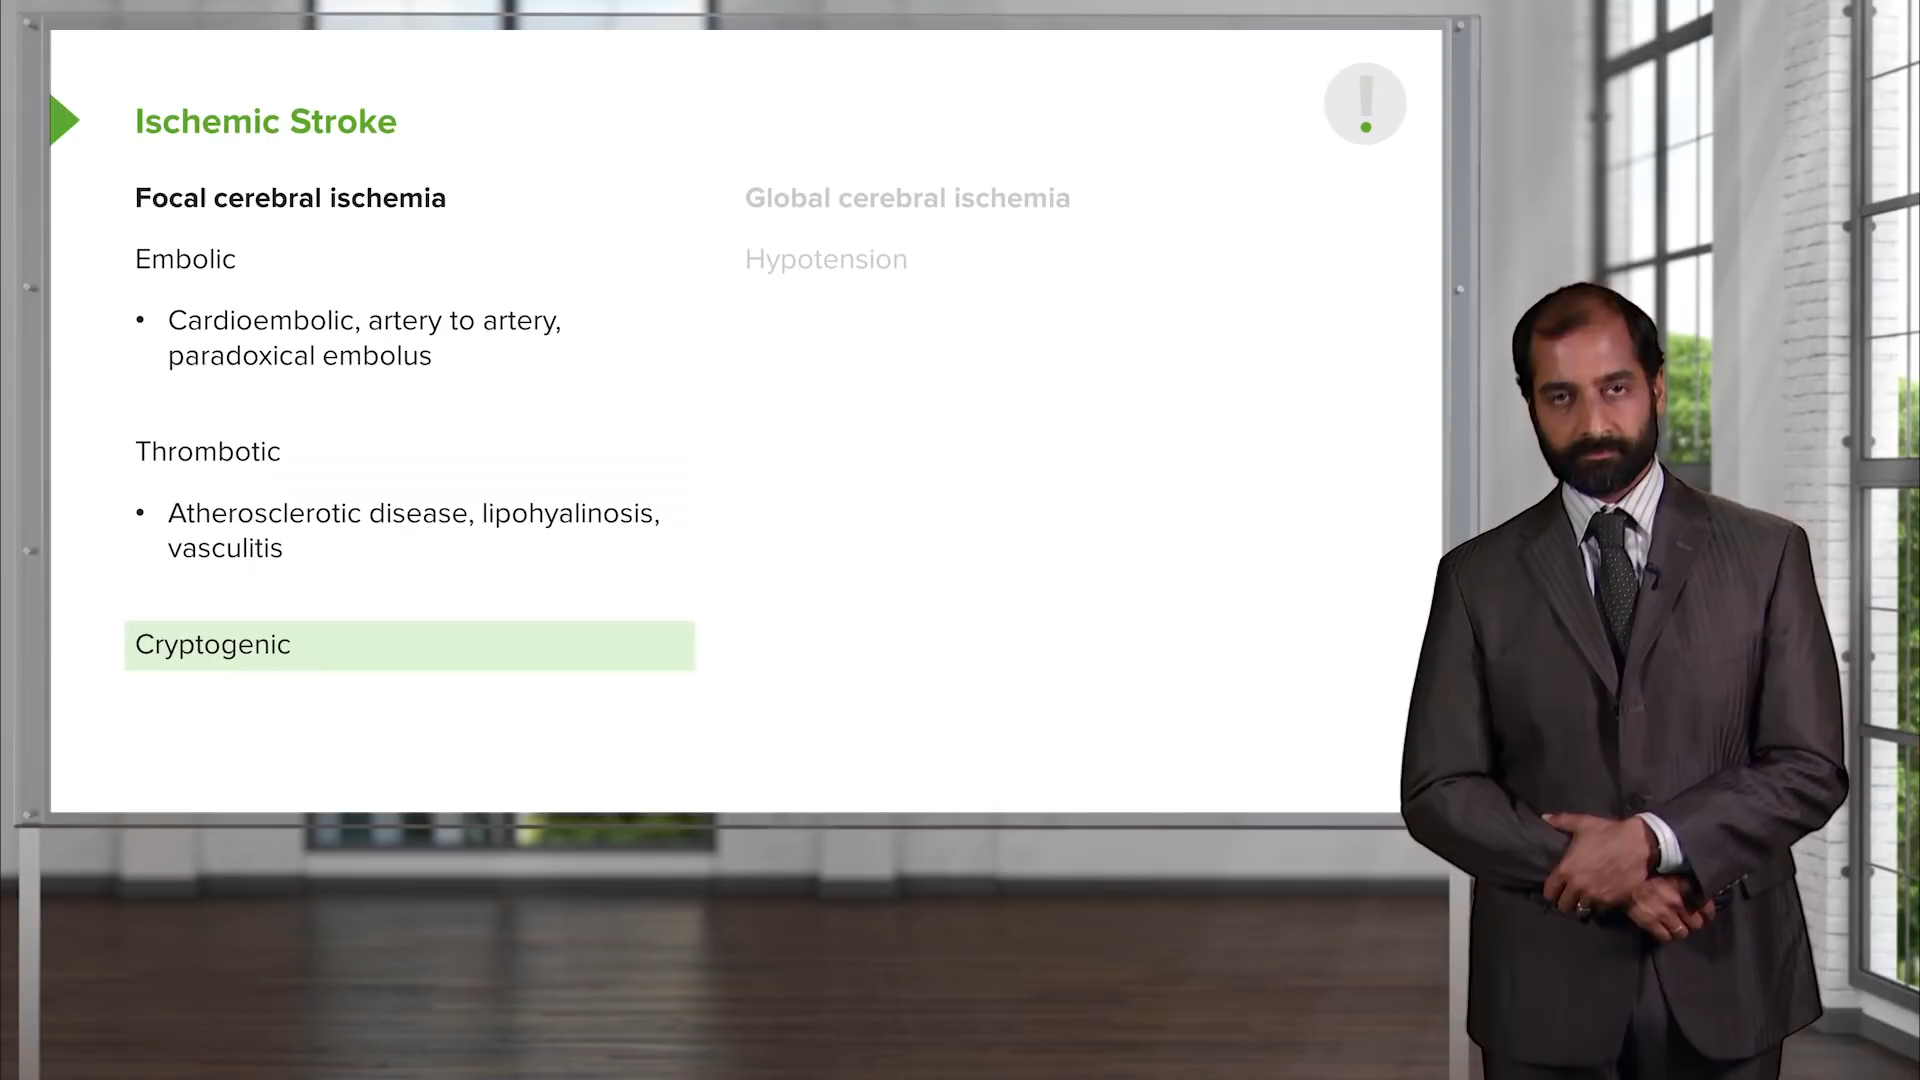 Ischemic Stroke
Focal cerebral ischemia
Embolic
• Cardioembolic, artery to artery,
paradoxical embolus
Thrombotic
• Atherosclerotic disease, lipohyalinosis,
vasculitis
Cryptogenic
Global cerebral ischemia
Hypotension